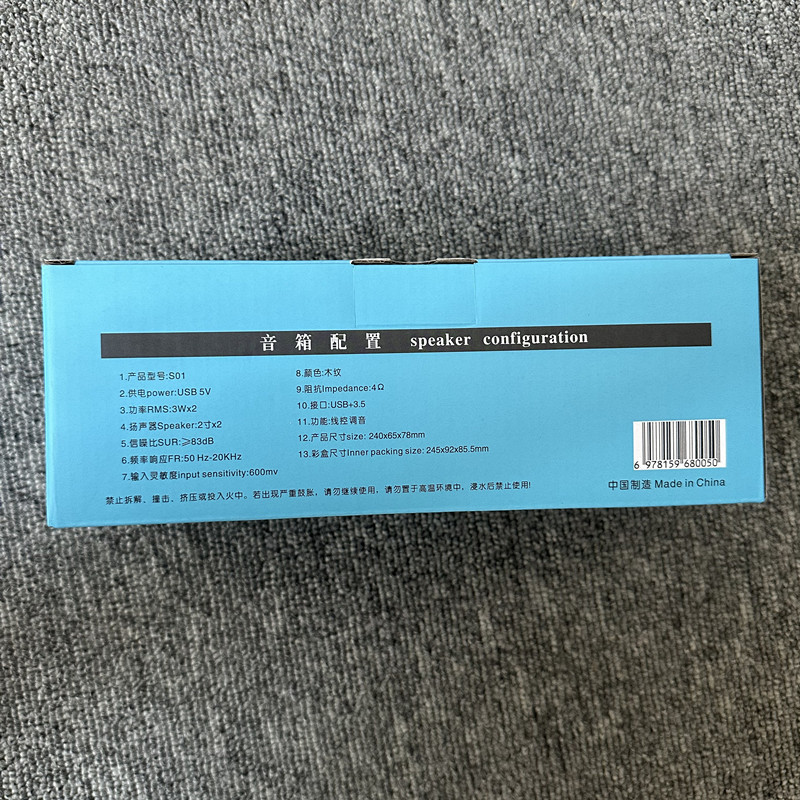 音箱配置 speaker configuration
1.产品型号:S01
2.供电power:USB 5V
3.功率RMS:3Wx2
4.扬声器Speaker:2寸x2
5.信噪比SUR:≥83dB
6.频率响应FR:50 Hz-20KHz
7.输入灵敏度input sensitivity:600mv
8.颜色:木纹
9.阻抗Impedance:4Ω
10.接口:USB+3.5
11.功能:线控调音
12.产品尺寸size: 240x65x78mm
13.彩盒尺寸Inner packing size: 245x92x85.5mm
禁止拆解、撞击、挤压或投入火中。若出现严重鼓胀，请勿继续使用，请勿置于高温环境中，浸水后禁止使用!
6 978159 680050
中国制造 Made in China